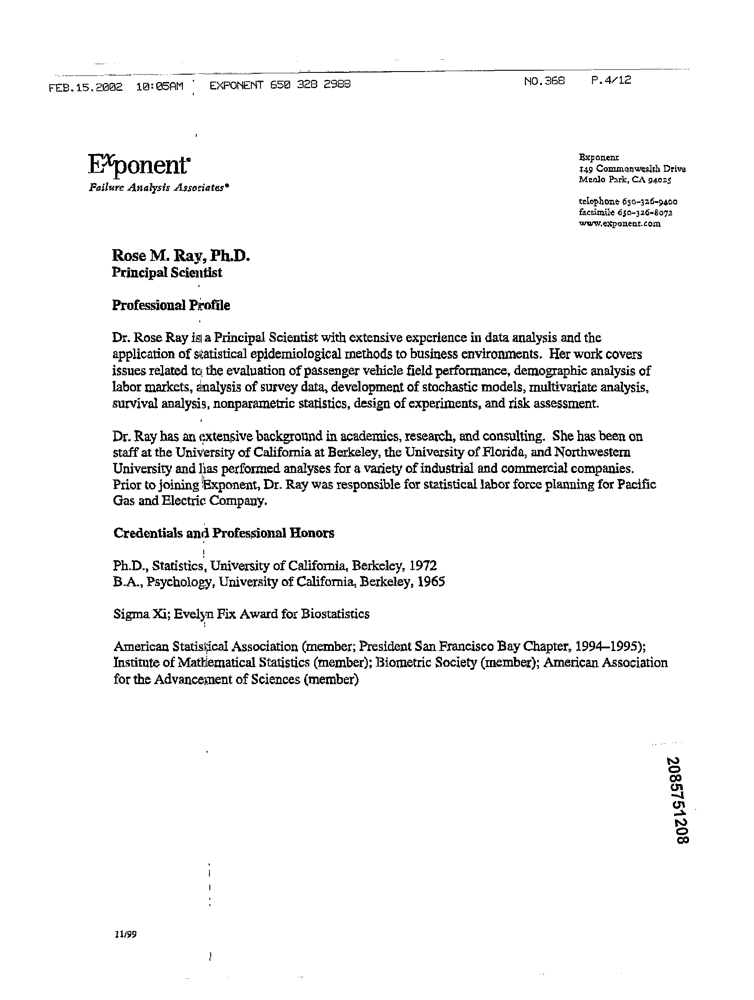 FEB.15.2002 10:05AM EXPONENT 650 328 2988 NO.368 P.4/12
Exponent
Failure Analysis Associates
Exponent
149 Commonwealth Drive
Menlo Park, CA 94025
telephone 650-326-9400
facsimile 650-326-8072
www.exponent.com
Rose M. Ray, Ph.D.
Principal Scientist
Professional Profile
Dr. Rose Ray is a Principal Scientist with extensive experience in data analysis and the
application of statistical epidemiological methods to business environments. Her work covers
issues related to the evaluation of passenger vehicle field performance, demographic analysis of
labor markets, analysis of survey data, development of stochastic models, multivariate analysis,
survival analysis, nonparametric statistics, design of experiments, and risk assessment.
Dr. Ray has an extensive background in academics, research, and consulting. She has been on
staff at the University of California at Berkeley, the University of Florida, and Northwestern
University and has performed analyses for a variety of industrial and commercial companies.
Prior to joining Exponent, Dr. Ray was responsible for statistical labor force planning for Pacific
Gas and Electric Company.
Credentials and Professional Honors
Ph.D., Statistics, University of California, Berkeley, 1972
B.A., Psychology, University of California, Berkeley, 1965
Sigma Xi; Evelyn Fix Award for Biostatistics
American Statistical Association (member; President San Francisco Bay Chapter, 1994–1995);
Institute of Mathematical Statistics (member); Biometric Society (member); American Association
for the Advancement of Sciences (member)
2085751208
11/99